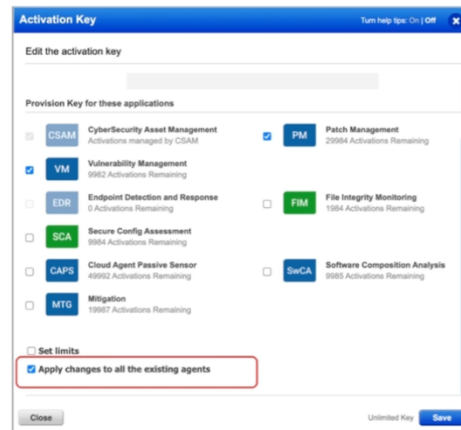 Activation Key
Turn help tips: On | Off
Edit the activation key
Provision Key for these applications
CSAM
CyberSecurity Asset Management
Activations managed by CSAM
PM
Patch Management
29984 Activations Remaining
VM
Vulnerability Management
9982 Activations Remaining
EDR
Endpoint Detection and Response
0 Activations Remaining
FIM
File Integrity Monitoring
1984 Activations Remaining
SCA
Secure Config Assessment
9984 Activations Remaining
CAPS
Cloud Agent Passive Sensor
49992 Activations Remaining
SwCA
Software Composition Analysis
9985 Activations Remaining
MTG
Mitigation
19987 Activations Remaining
Set limits
Apply changes to all the existing agents
Close
Unlimited Key
Save